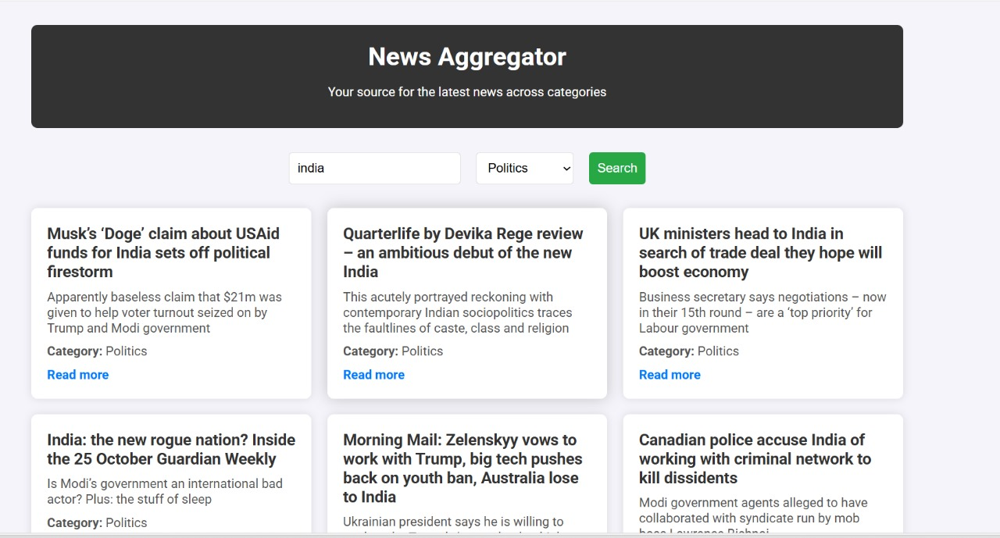 News Aggregator
Your source for the latest news across categories
india
Politics
Search
Musk’s ‘Doge’ claim about USAid
funds for India sets off political
firestorm
Apparently baseless claim that $21m was
given to help voter turnout seized on by
Trump and Modi government
Category: Politics
Read more
Quarterlife by Devika Rege review
– an ambitious debut of the new
India
This acutely portrayed reckoning with
contemporary Indian sociopolitics traces
the faultlines of caste, class and religion
Category: Politics
Read more
UK ministers head to India in
search of trade deal they hope will
boost economy
Business secretary says negotiations – now
in their 15th round – are a ‘top priority’ for
Labour government
Category: Politics
Read more
India: the new rogue nation? Inside
the 25 October Guardian Weekly
Is Modi’s government an international bad
actor? Plus: the stuff of sleep
Category: Politics
Morning Mail: Zelenskyy vows to
work with Trump, big tech pushes
back on youth ban, Australia lose
to India
Ukrainian president says he is willing to
Canadian police accuse India of
working with criminal network to
kill dissidents
Modi government agents alleged to have
collaborated with syndicate run by mob